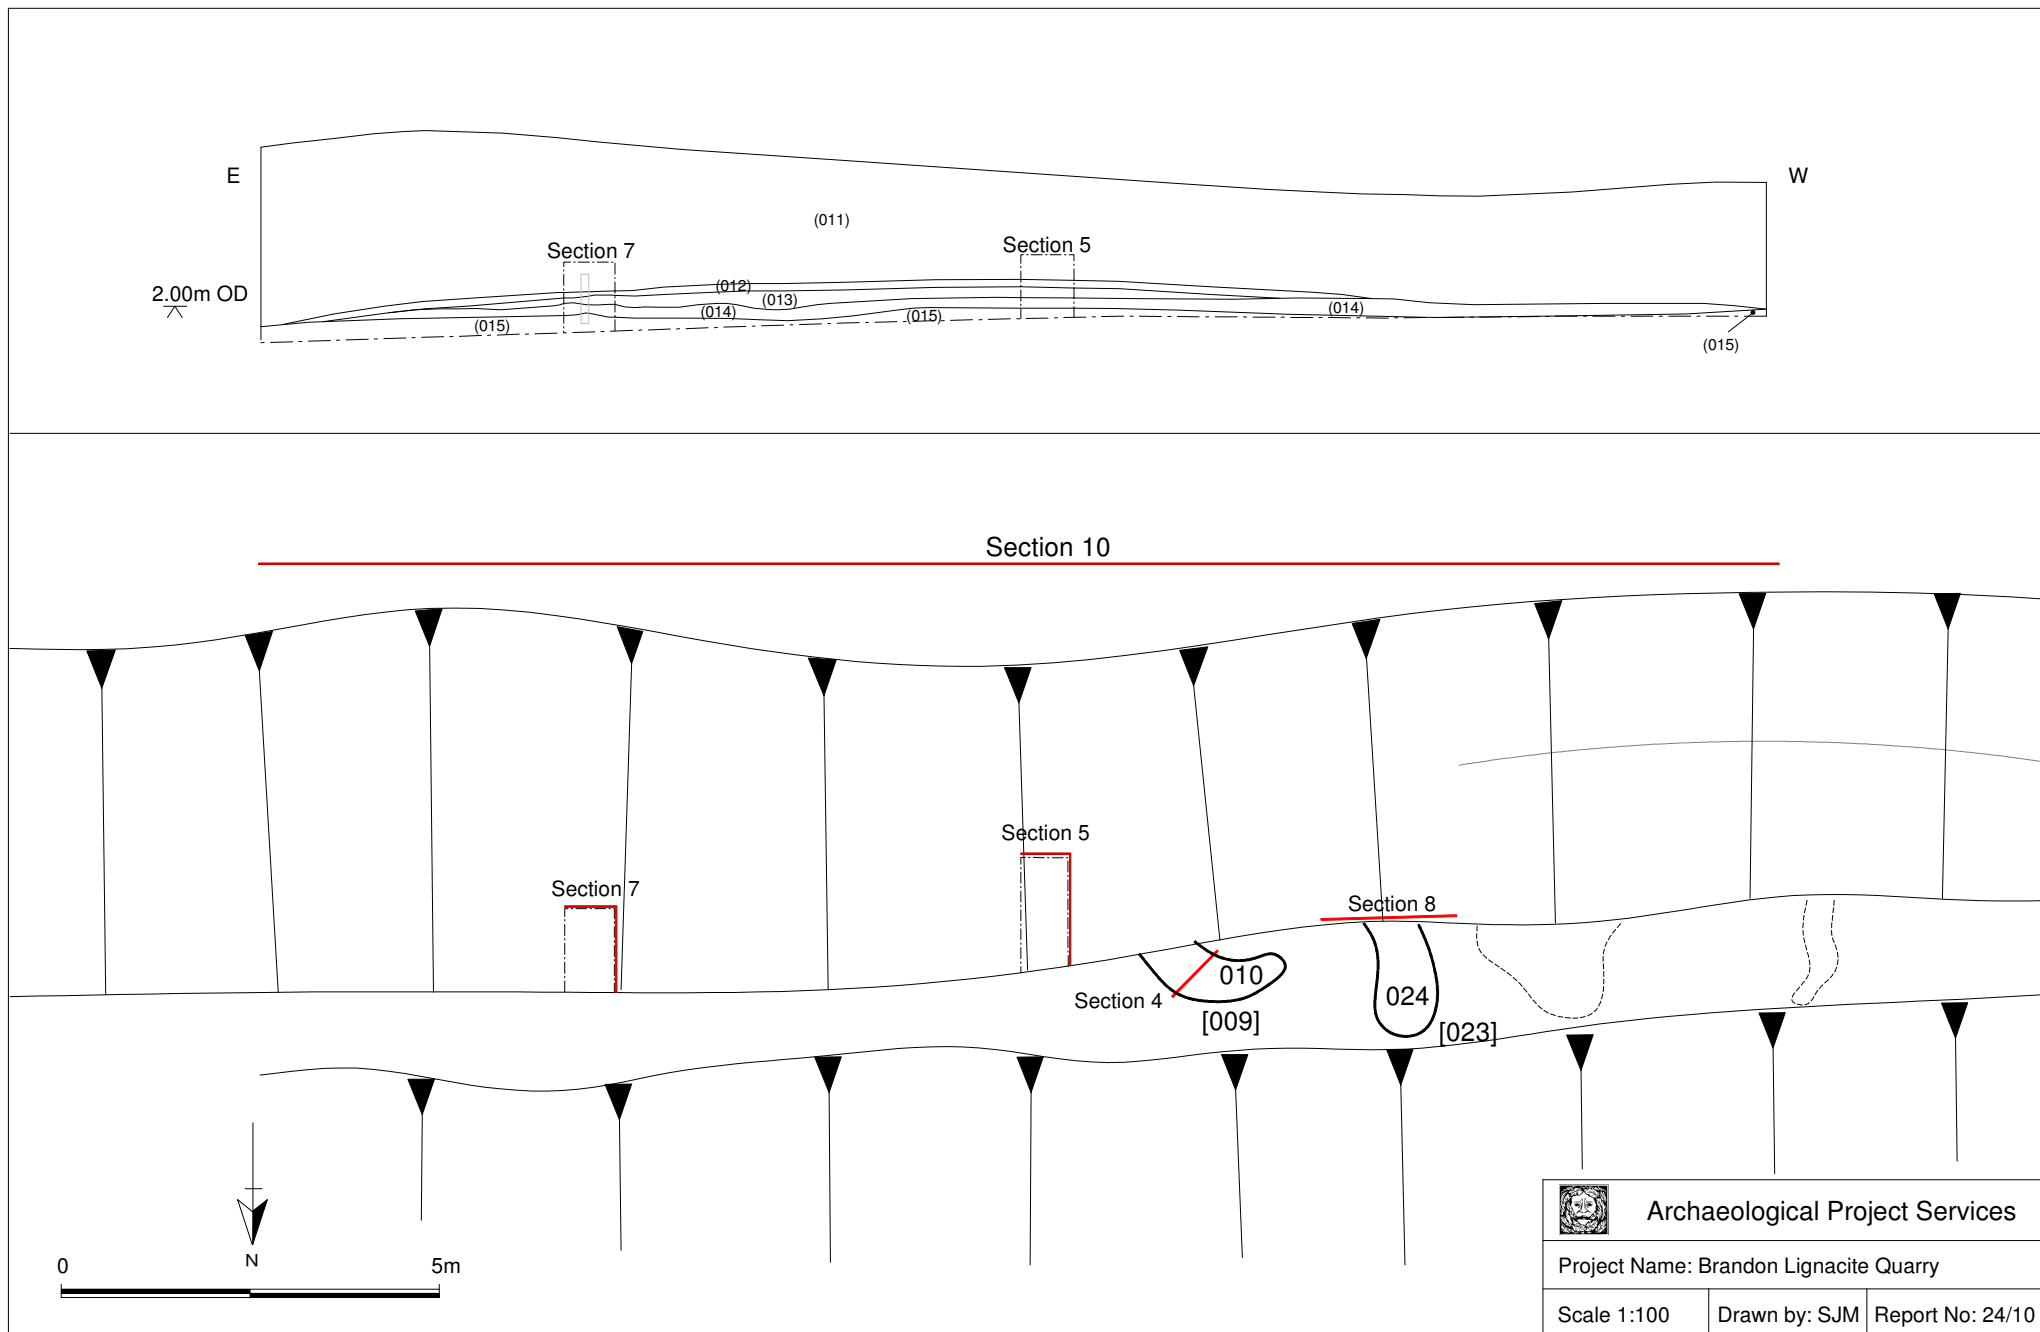 E
W
(011)
Section 7
Section 5
2.00m OD
(012)
(013)
(014)
(014)
(015)
(015)
(015)
Section 10
Section 5
Section 7
Section 8
010
024
Section 4
[009]
[023]
N
0
5m
Archaeological Project Services
Project Name: Brandon Lignacite Quarry
Scale 1:100
Drawn by: SJM
Report No: 24/10